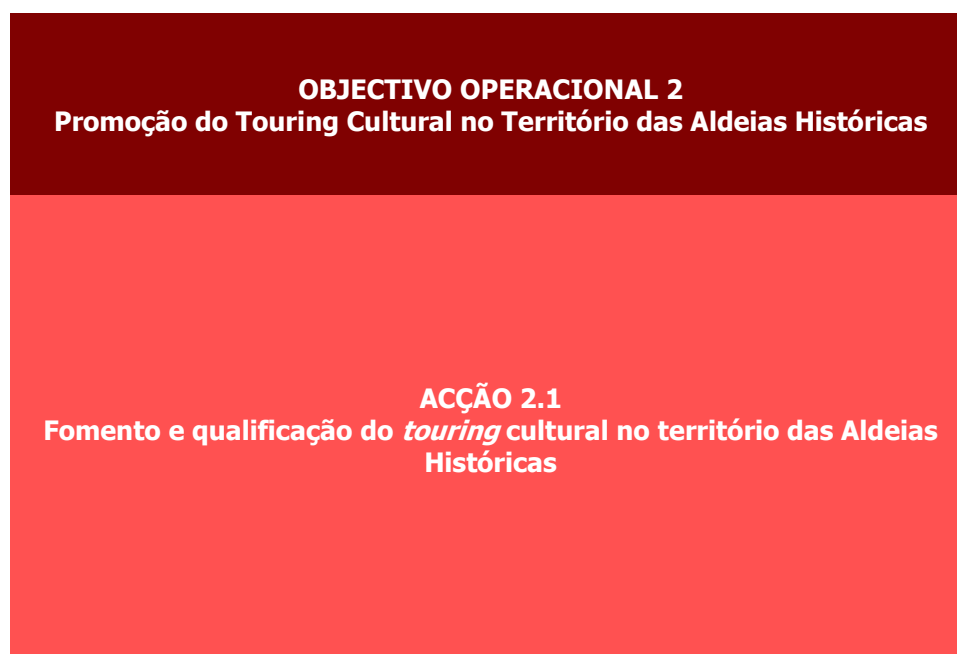 OBJECTIVO OPERACIONAL 2
Promoção do Touring Cultural no Território das Aldeias Históricas
ACÇÃO 2.1
Fomento e qualificação do touring cultural no território das Aldeias
Históricas